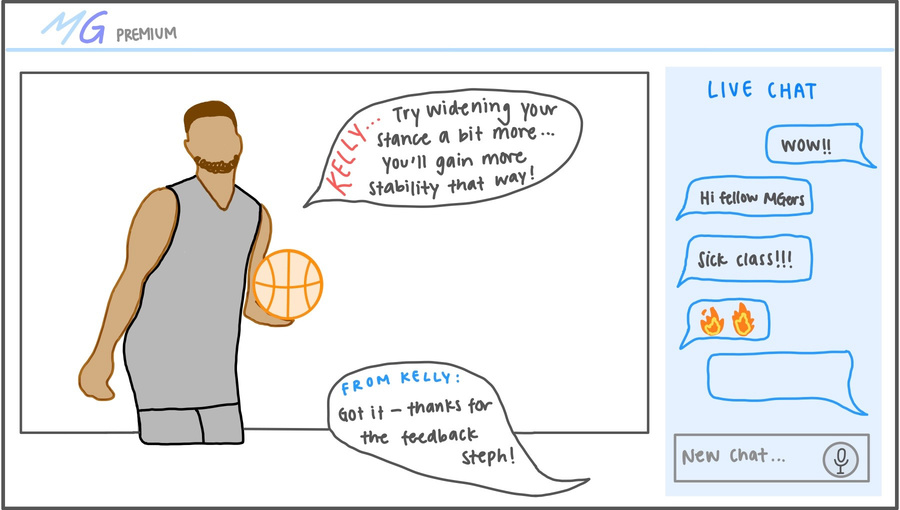 MG PREMIUM
KELLY... Try widening your
stance a bit more...
you'll gain more
stability that way!
FROM KELLY:
Got it – thanks for
the feedback
steph!
LIVE CHAT
WOW!!
Hi fellow MGers
Sick class!!!
New Chat...